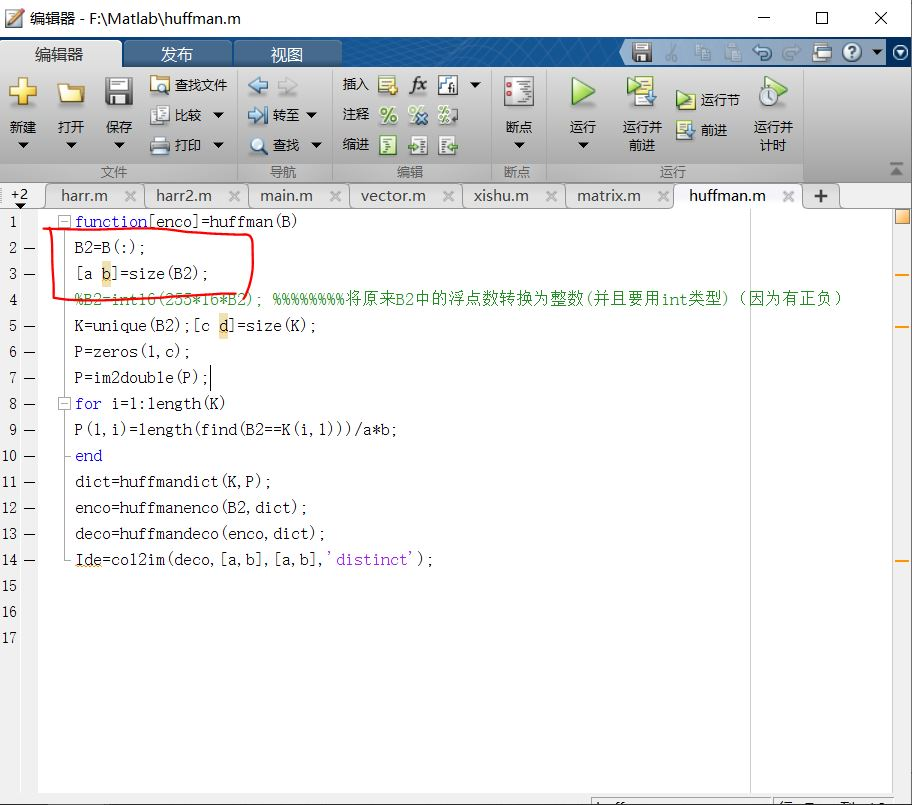 编辑器 - F:\Matlab\huffman.m
编辑器 发布 视图
新建 打开 保存 查找文件 比较 打印
文件
转至 查找
导航
插入 fx
注释
缩进
编辑
断点
断点
运行 运行并前进 运行节 前进 运行并计时
运行
+2 harr.m harr2.m main.m vector.m xishu.m matrix.m huffman.m +
1 function[enco]=huffman(B)
2 B2=B(:);
3 [a b]=size(B2);
4 %B2=int16(255*16*B2); %%%%%%%%将原来B2中的浮点数转换为整数(并且要用int类型)（因为有正负）
5 K=unique(B2);[c d]=size(K);
6 P=zeros(1,c);
7 P=im2double(P);
8 for i=1:length(K)
9 P(1,i)=length(find(B2==K(i,1)))/a*b;
10 end
11 dict=huffmandict(K,P);
12 enco=huffmanenco(B2,dict);
13 deco=huffmandeco(enco,dict);
14 Ide=col2im(deco,[a,b],[a,b],'distinct');
15
16
17